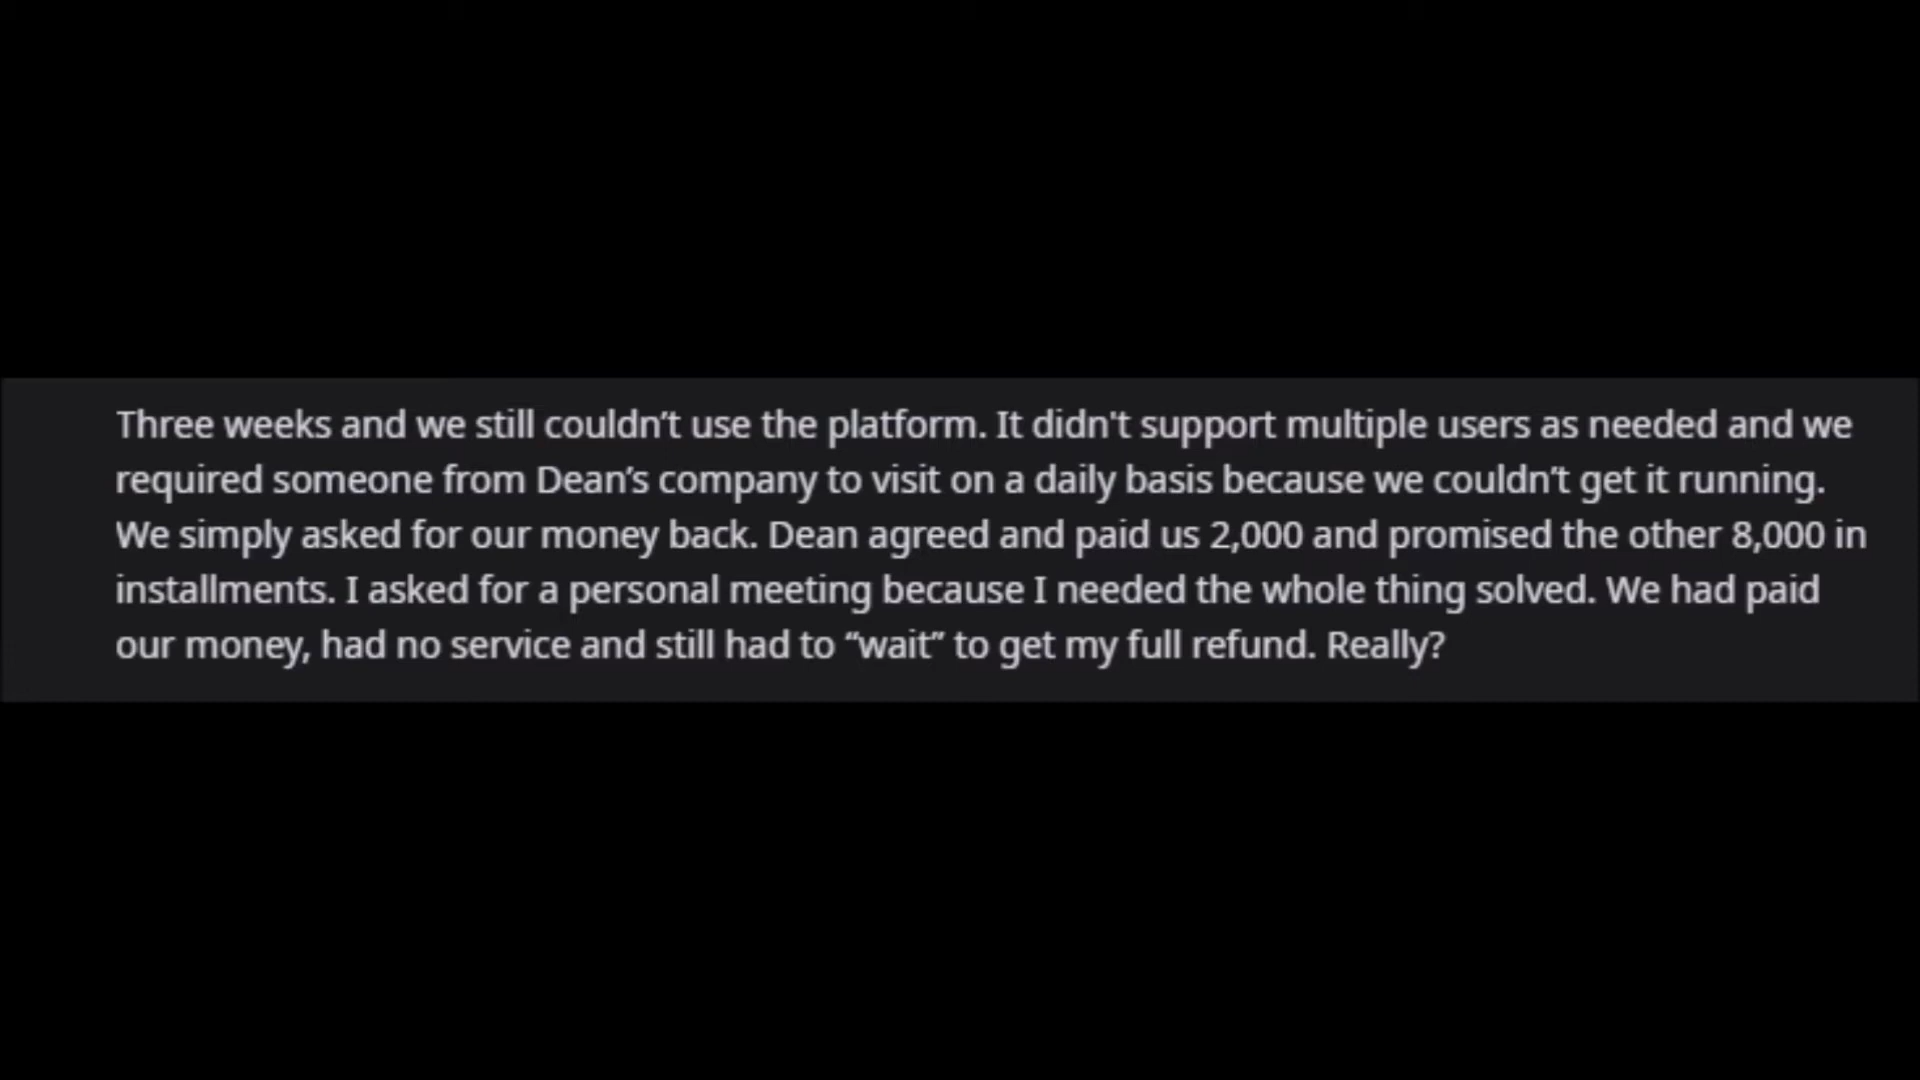 Three weeks and we still couldn’t use the platform. It didn't support multiple users as needed and we
required someone from Dean’s company to visit on a daily basis because we couldn’t get it running.
We simply asked for our money back. Dean agreed and paid us 2,000 and promised the other 8,000 in
installments. I asked for a personal meeting because I needed the whole thing solved. We had paid
our money, had no service and still had to “wait” to get my full refund. Really?